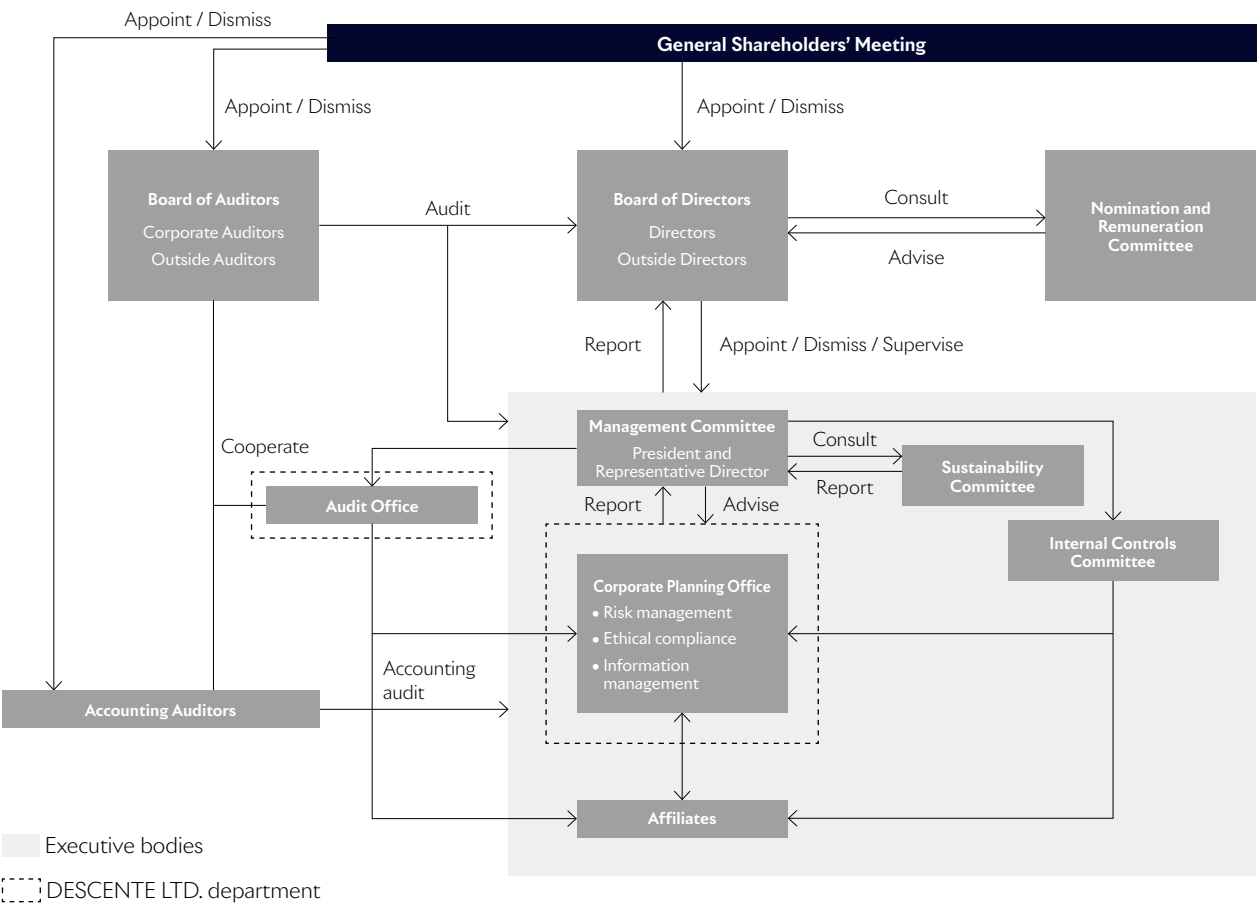 Appoint / Dismiss
General Shareholders’ Meeting
Appoint / Dismiss
Appoint / Dismiss
Board of Auditors
Corporate Auditors
Outside Auditors
Audit
Board of Directors
Directors
Outside Directors
Consult
Advise
Nomination and
Remuneration
Committee
Report
Appoint / Dismiss / Supervise
Cooperate
Management Committee
President and
Representative Director
Consult
Report
Sustainability
Committee
Audit Office
Report
Advise
Internal Controls
Committee
Corporate Planning Office
• Risk management
• Ethical compliance
• Information
management
Accounting
audit
Accounting Auditors
Affiliates
Executive bodies
DESCENTE LTD. department